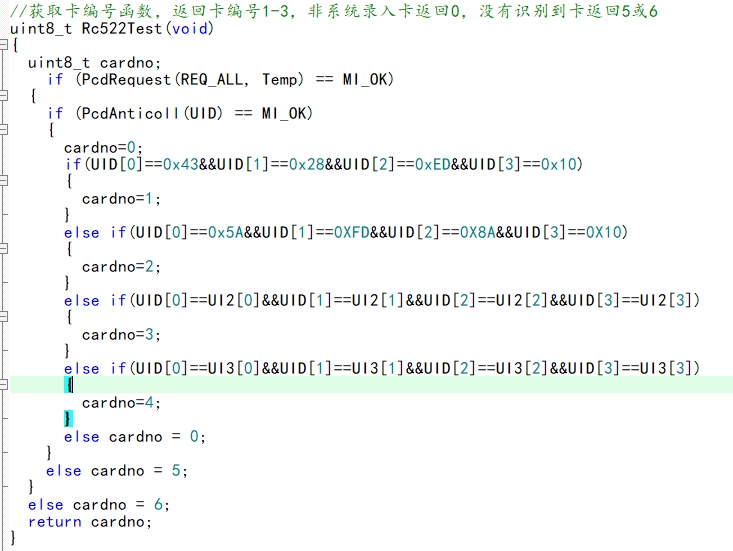 //获取卡编号函数，返回卡编号1-3，非系统录入卡返回0，没有识别到卡返回5或6
uint8_t Rc522Test(void)
{
  uint8_t cardno;
    if (PcdRequest(REQ_ALL, Temp) == MI_OK)
  {
    if (PcdAnticoll(UID) == MI_OK)
    {
      cardno=0;
      if(UID[0]==0x43&&UID[1]==0x28&&UID[2]==0xED&&UID[3]==0x10)
      {
        cardno=1;
      }
      else if(UID[0]==0x5A&&UID[1]==0XFD&&UID[2]==0X8A&&UID[3]==0X10)
      {
        cardno=2;
      }
      else if(UID[0]==UI2[0]&&UID[1]==UI2[1]&&UID[2]==UI2[2]&&UID[3]==UI2[3])
      {
        cardno=3;
      }
      else if(UID[0]==UI3[0]&&UID[1]==UI3[1]&&UID[2]==UI3[2]&&UID[3]==UI3[3])
      {
        cardno=4;
      }
      else cardno = 0;
    }
    else cardno = 5;
  }
  else cardno = 6;
  return cardno;
}